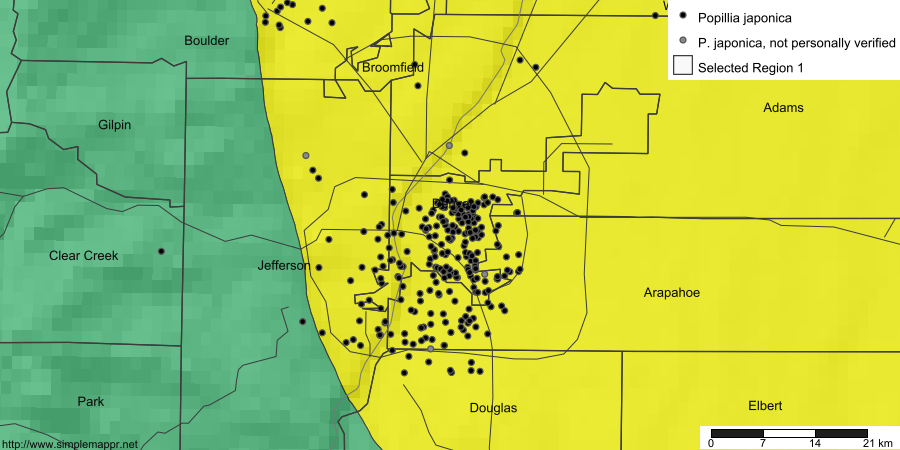 Popillia japonica
P. japonica, not personally verified
Selected Region 1
Boulder
Broomfield
Adams
Gilpin
Clear Creek
Jefferson
Arapahoe
Park
Douglas
Elbert
http://www.simplemappr.net
0 7 14 21 km